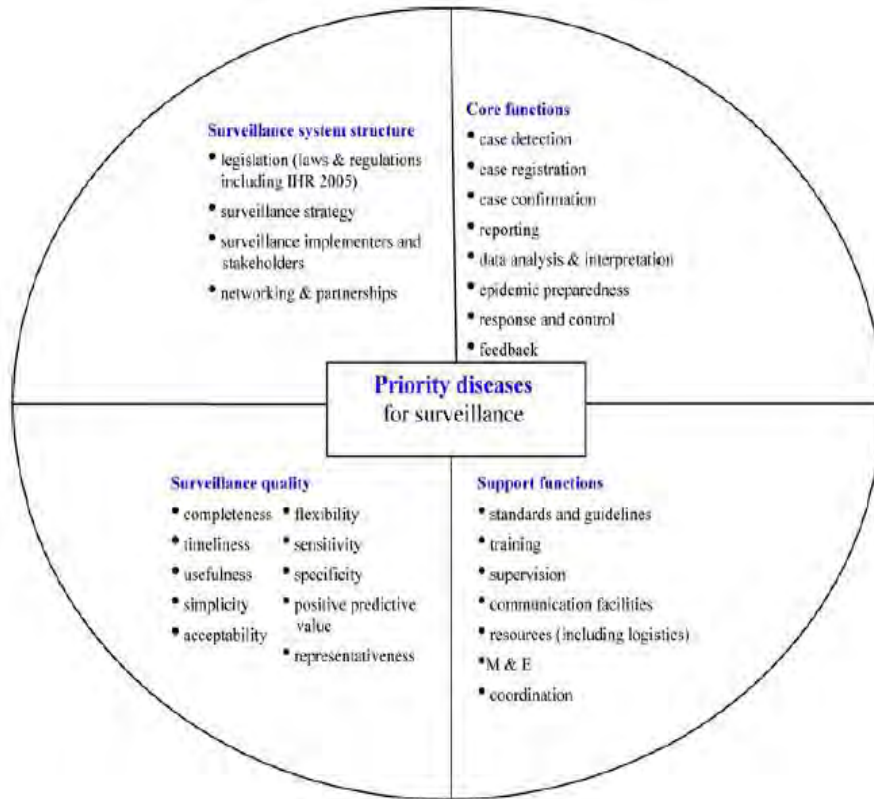 Surveillance system structure
• legislation (laws & regulations
including IHR 2005)
• surveillance strategy
• surveillance implementers and
stakeholders
• networking & partnerships
Core functions
• case detection
• case registration
• case confirmation
• reporting
• data analysis & interpretation
• epidemic preparedness
• response and control
• feedback
Priority diseases
for surveillance
Surveillance quality
• completeness
• timeliness
• usefulness
• simplicity
• acceptability
• flexibility
• sensitivity
• specificity
• positive predictive
value
• representativeness
Support functions
• standards and guidelines
• training
• supervision
• communication facilities
• resources (including logistics)
•M & E
• coordination